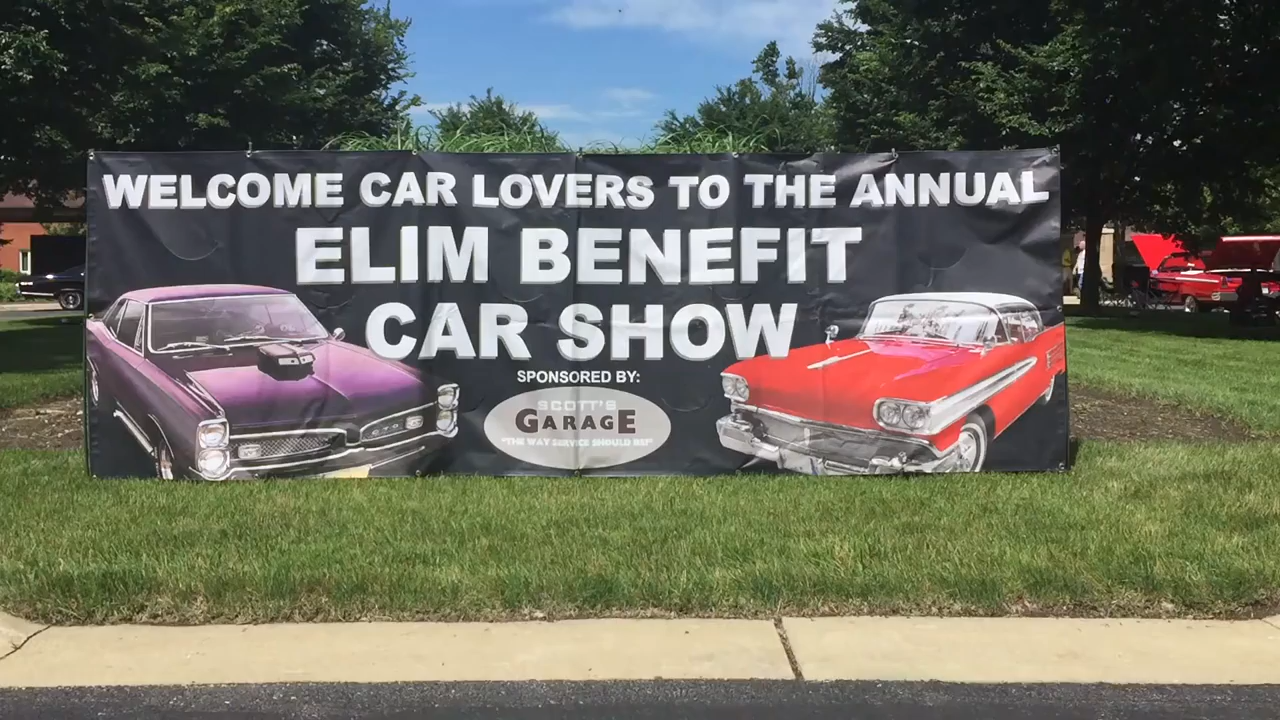 WELCOME CAR LOVERS TO THE ANNUAL
ELIM BENEFIT
CAR SHOW
SPONSORED BY:
SCOTT'S
GARAGE
"THE WAY SERVICE SHOULD BE!"
GTO